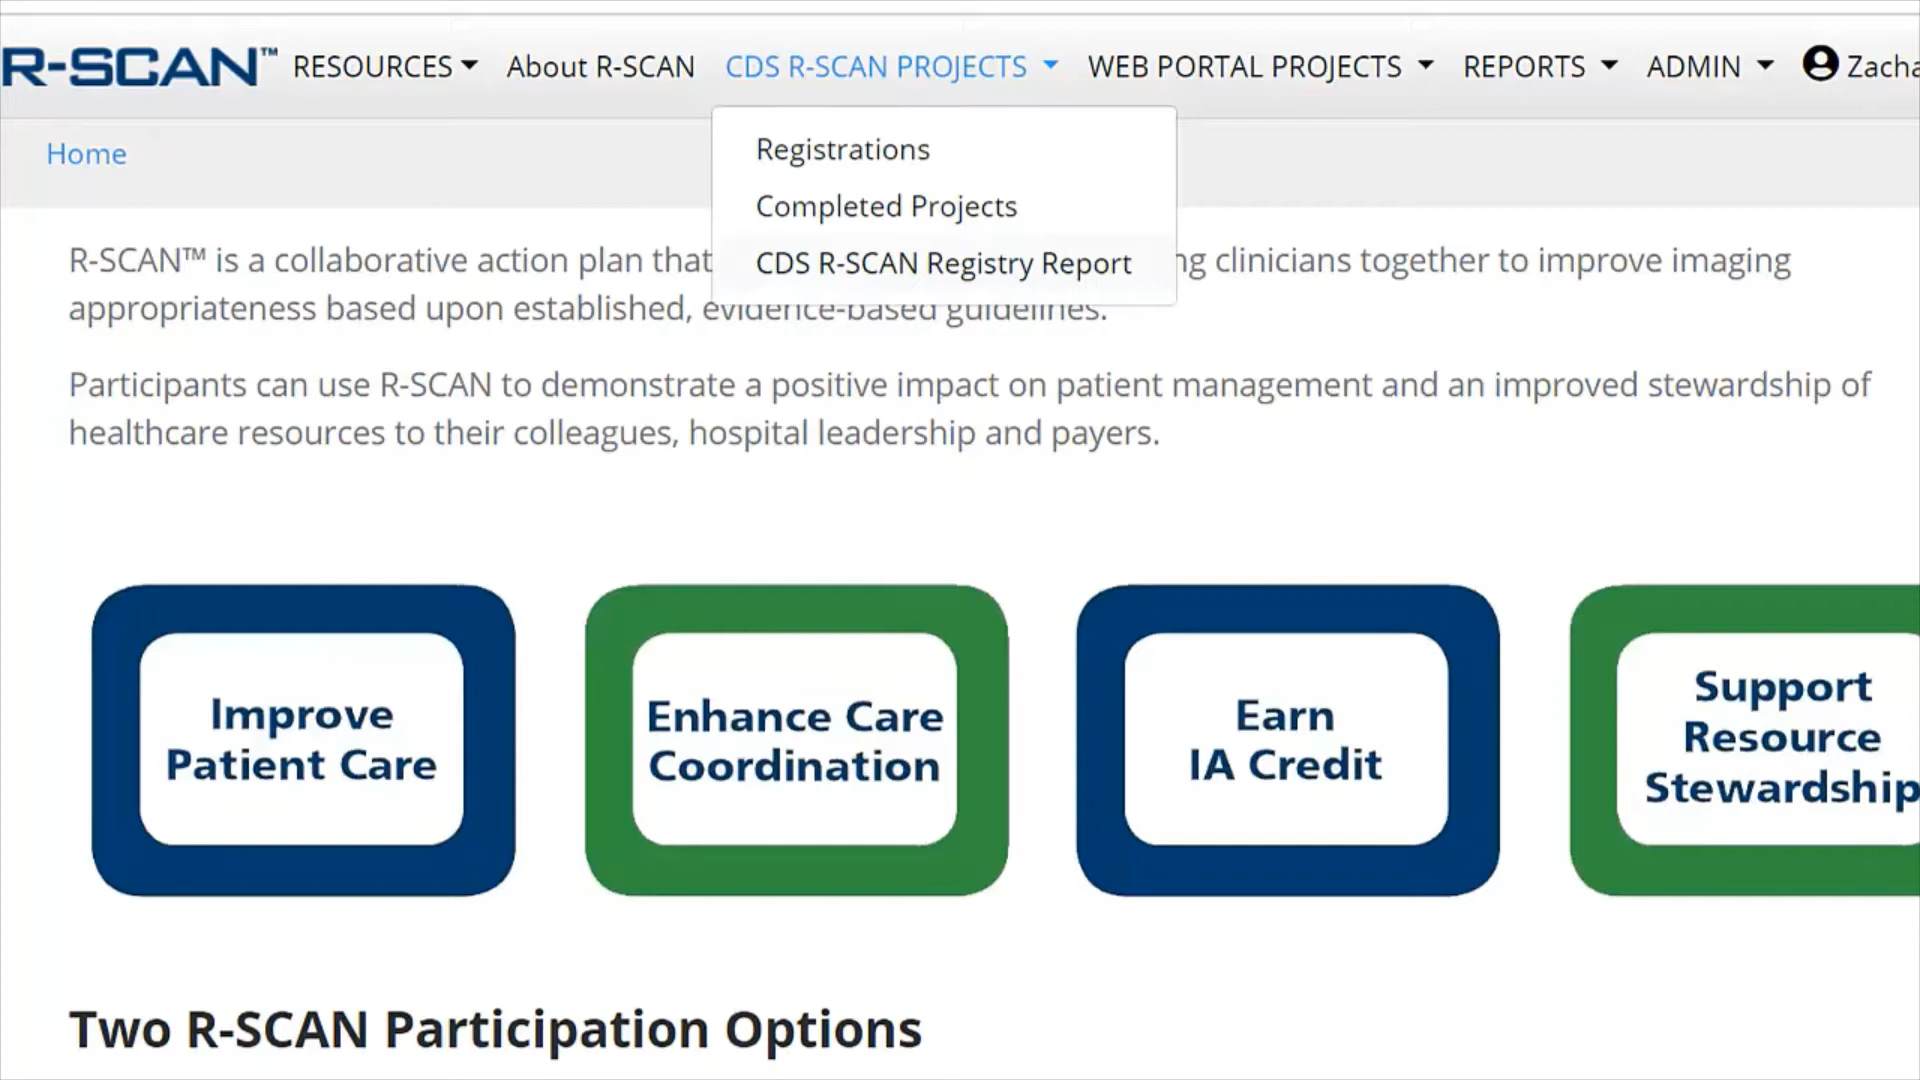 R-SCAN™ RESOURCES About R-SCAN CDS R-SCAN PROJECTS WEB PORTAL PROJECTS REPORTS ADMIN
Registrations
Completed Projects
CDS R-SCAN Registry Report
Home
R-SCAN™ is a collaborative action plan that clinicians together to improve imaging
appropriateness based upon established, evidence-based guidelines.
Participants can use R-SCAN to demonstrate a positive impact on patient management and an improved stewardship of
healthcare resources to their colleagues, hospital leadership and payers.
Improve
Patient Care
Enhance Care
Coordination
Earn
IA Credit
Support
Resource
Stewardship
Two R-SCAN Participation Options